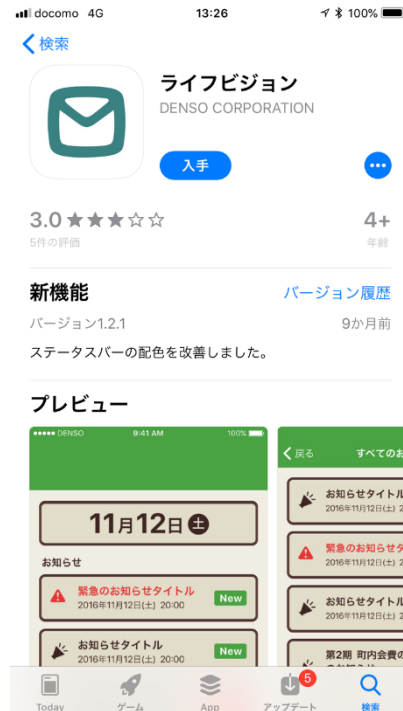 docomo 4G 13:26 100%
検索
ライフビジョン
DENSO CORPORATION
入手
3.0 ★★★☆☆ 4+
5件の評価 年齢
新機能 バージョン履歴
バージョン1.2.1 9か月前
ステータスバーの配色を改善しました。
プレビュー
DENSO 9:41 AM 100%
戻る すべてのお
11月12日 土
お知らせ
緊急のお知らせタイトル
2016年11月12日(土) 20:00 New
お知らせタイトル
2016年11月12日(土) 20:00 New
お知らせタイトル
2016年11月12日(土) 2
緊急のお知らせタ
2016年11月12日(土) 2
お知らせタイトル
2016年11月12日(土) 2
第2期 町内会費の
5
Today ゲーム App アップデート 検索